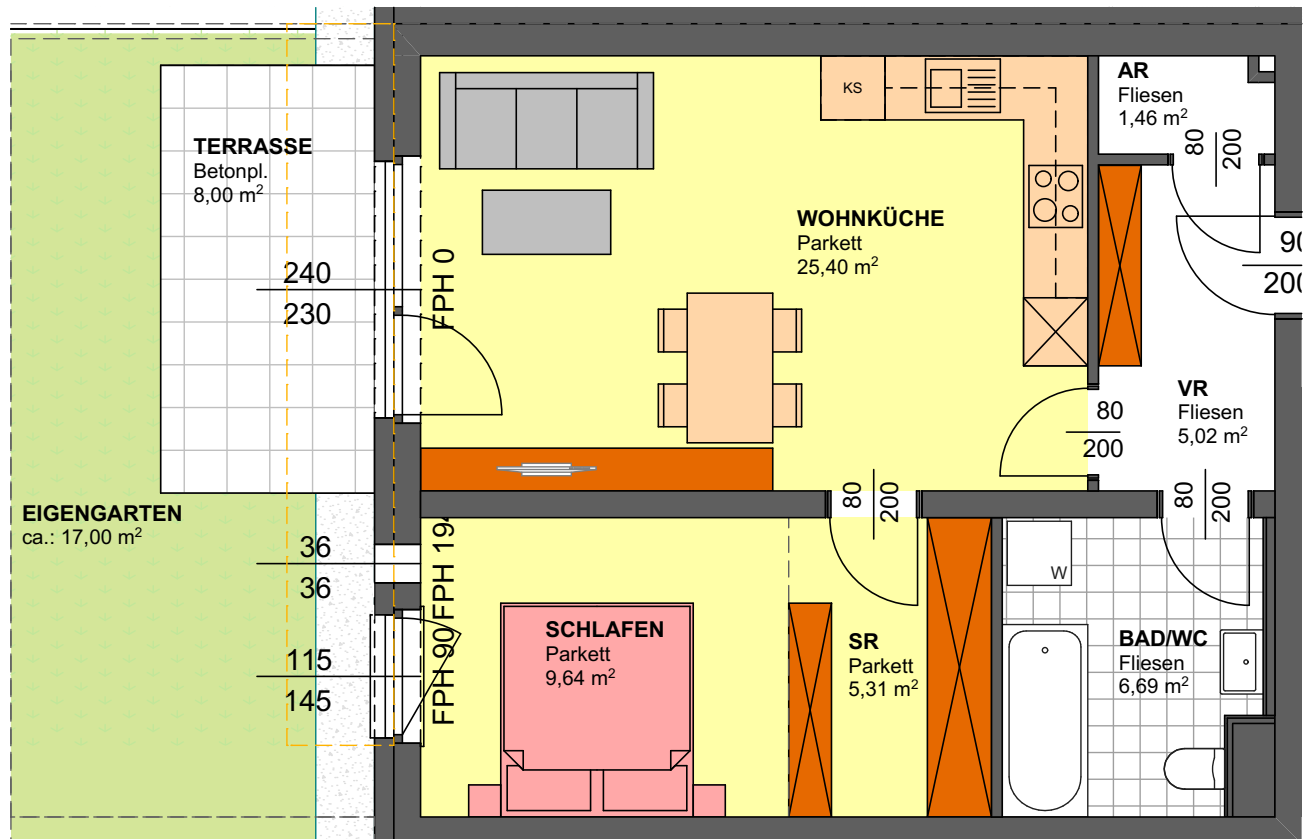 TERRASSE
Betonpl.
8,00 m²
240
230
FPH 0
KS
WOHNKÜCHE
Parkett
25,40 m²
AR
Fliesen
1,46 m²
80
200
90
200
VR
Fliesen
5,02 m²
80
200
80
200
80
200
EIGENGARTEN
ca.: 17,00 m²
36
36
FPH 194
115
145
FPH 90
SCHLAFEN
Parkett
9,64 m²
SR
Parkett
5,31 m²
W
BAD/WC
Fliesen
6,69 m²